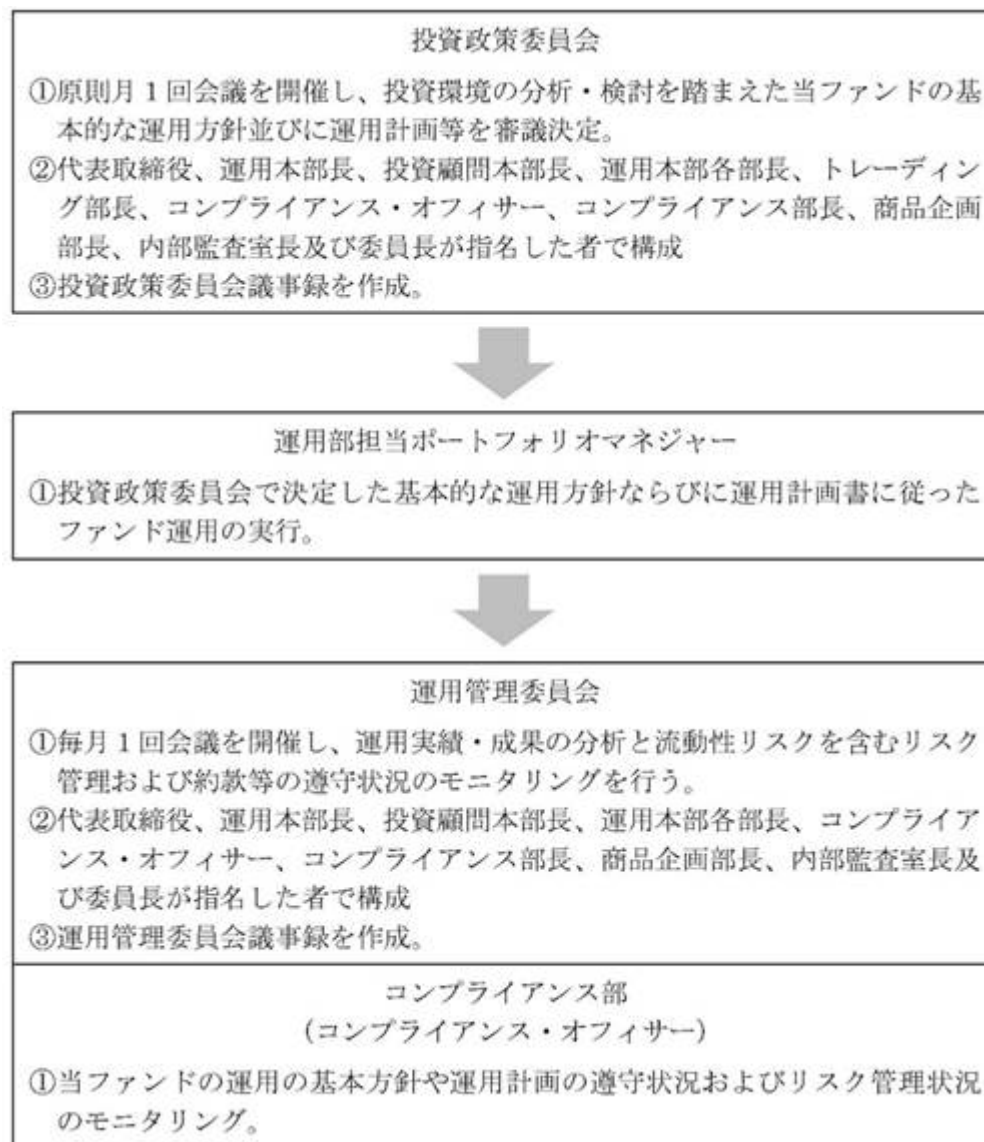 投資政策委員会
①原則月1回会議を開催し、投資環境の分析・検討を踏まえた当ファンドの基
本的な運用方針並びに運用計画等を審議決定。
②代表取締役、運用本部長、投資顧問本部長、運用本部各部長、トレーディン
グ部長、コンプライアンス・オフィサー、コンプライアンス部長、商品企画
部長、内部監査室長及び委員長が指名した者で構成
③投資政策委員会議事録を作成。
運用部担当ポートフォリオマネジャー
①投資政策委員会で決定した基本的な運用方針ならびに運用計画書に従った
ファンド運用の実行。
運用管理委員会
①毎月1回会議を開催し、運用実績・成果の分析と流動性リスクを含むリスク
管理および約款等の遵守状況のモニタリングを行う。
②代表取締役、運用本部長、投資顧問本部長、運用本部各部長、コンプライア
ンス・オフィサー、コンプライアンス部長、商品企画部長、内部監査室長及
び委員長が指名した者で構成
③運用管理委員会議事録を作成。
コンプライアンス部
（コンプライアンス・オフィサー）
①当ファンドの運用の基本方針や運用計画の遵守状況およびリスク管理状況
のモニタリング。